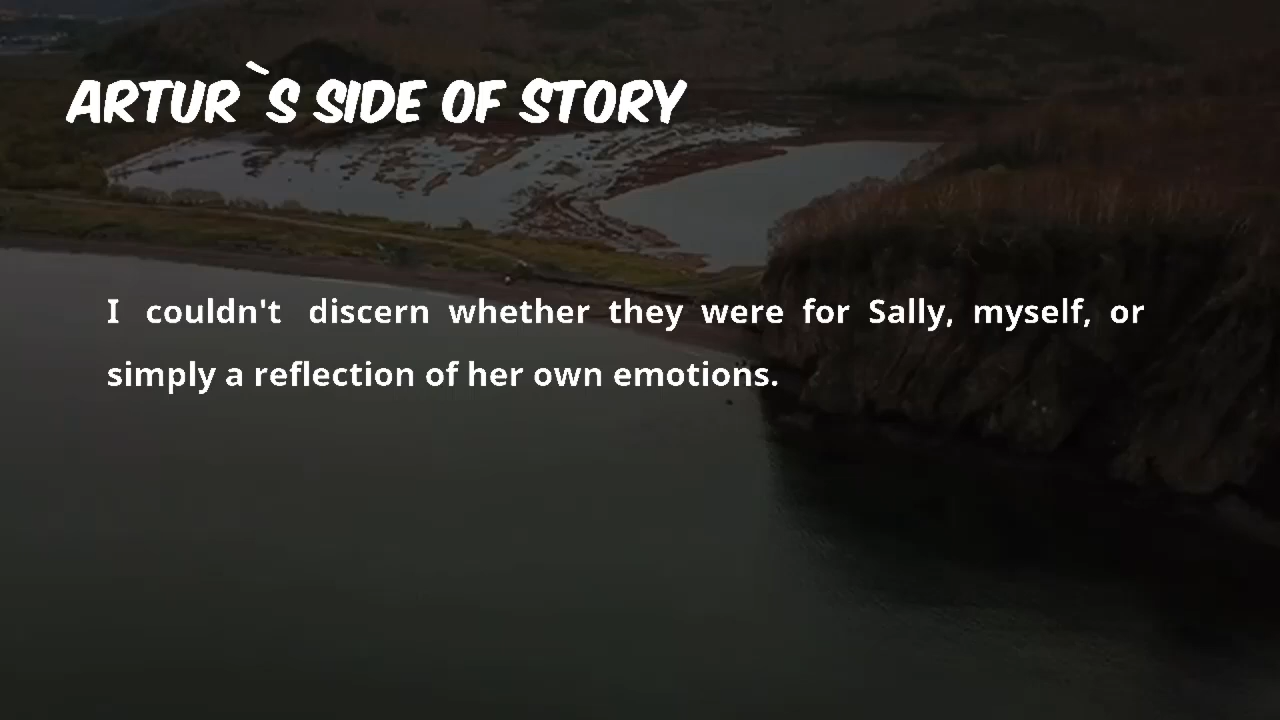 ARTUR`S SIDE OF STORY
I couldn't discern whether they were for Sally, myself, or
simply a reflection of her own emotions.